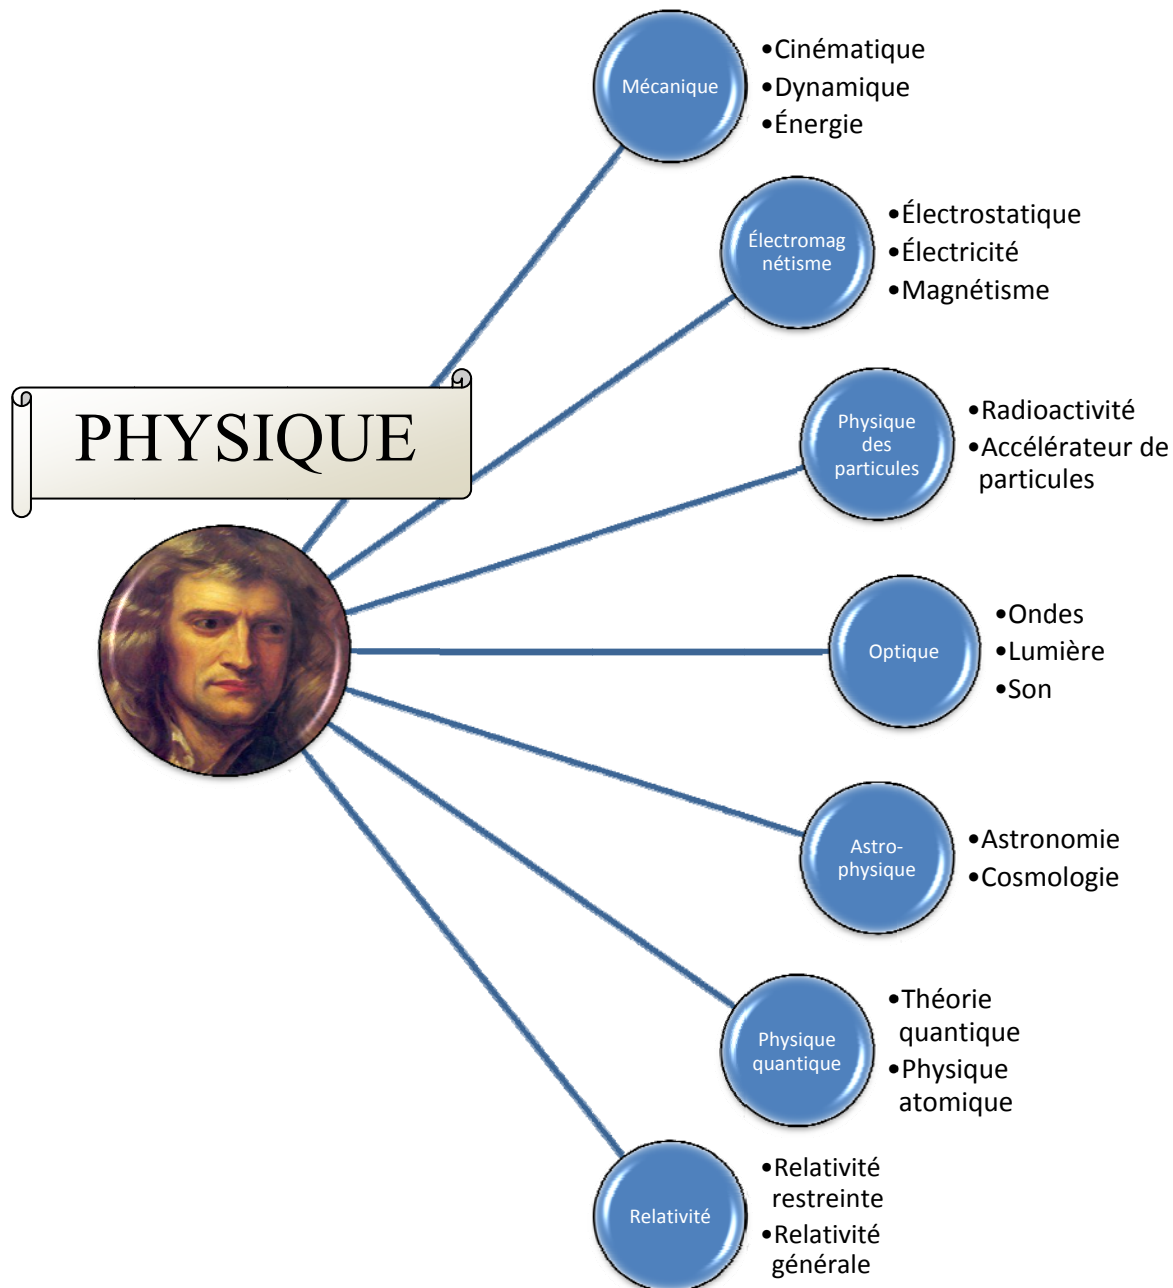 Mécanique
•Cinématique
•Dynamique
•Énergie
Électromag
nétisme
•Électrostatique
•Électricité
•Magnétisme
PHYSIQUE
Physique
des
particules
•Radioactivité
•Accélérateur de
particules
Optique
•Ondes
•Lumière
•Son
Astro-
physique
•Astronomie
•Cosmologie
Physique
quantique
•Théorie
quantique
•Physique
atomique
Relativité
•Relativité
restreinte
•Relativité
générale